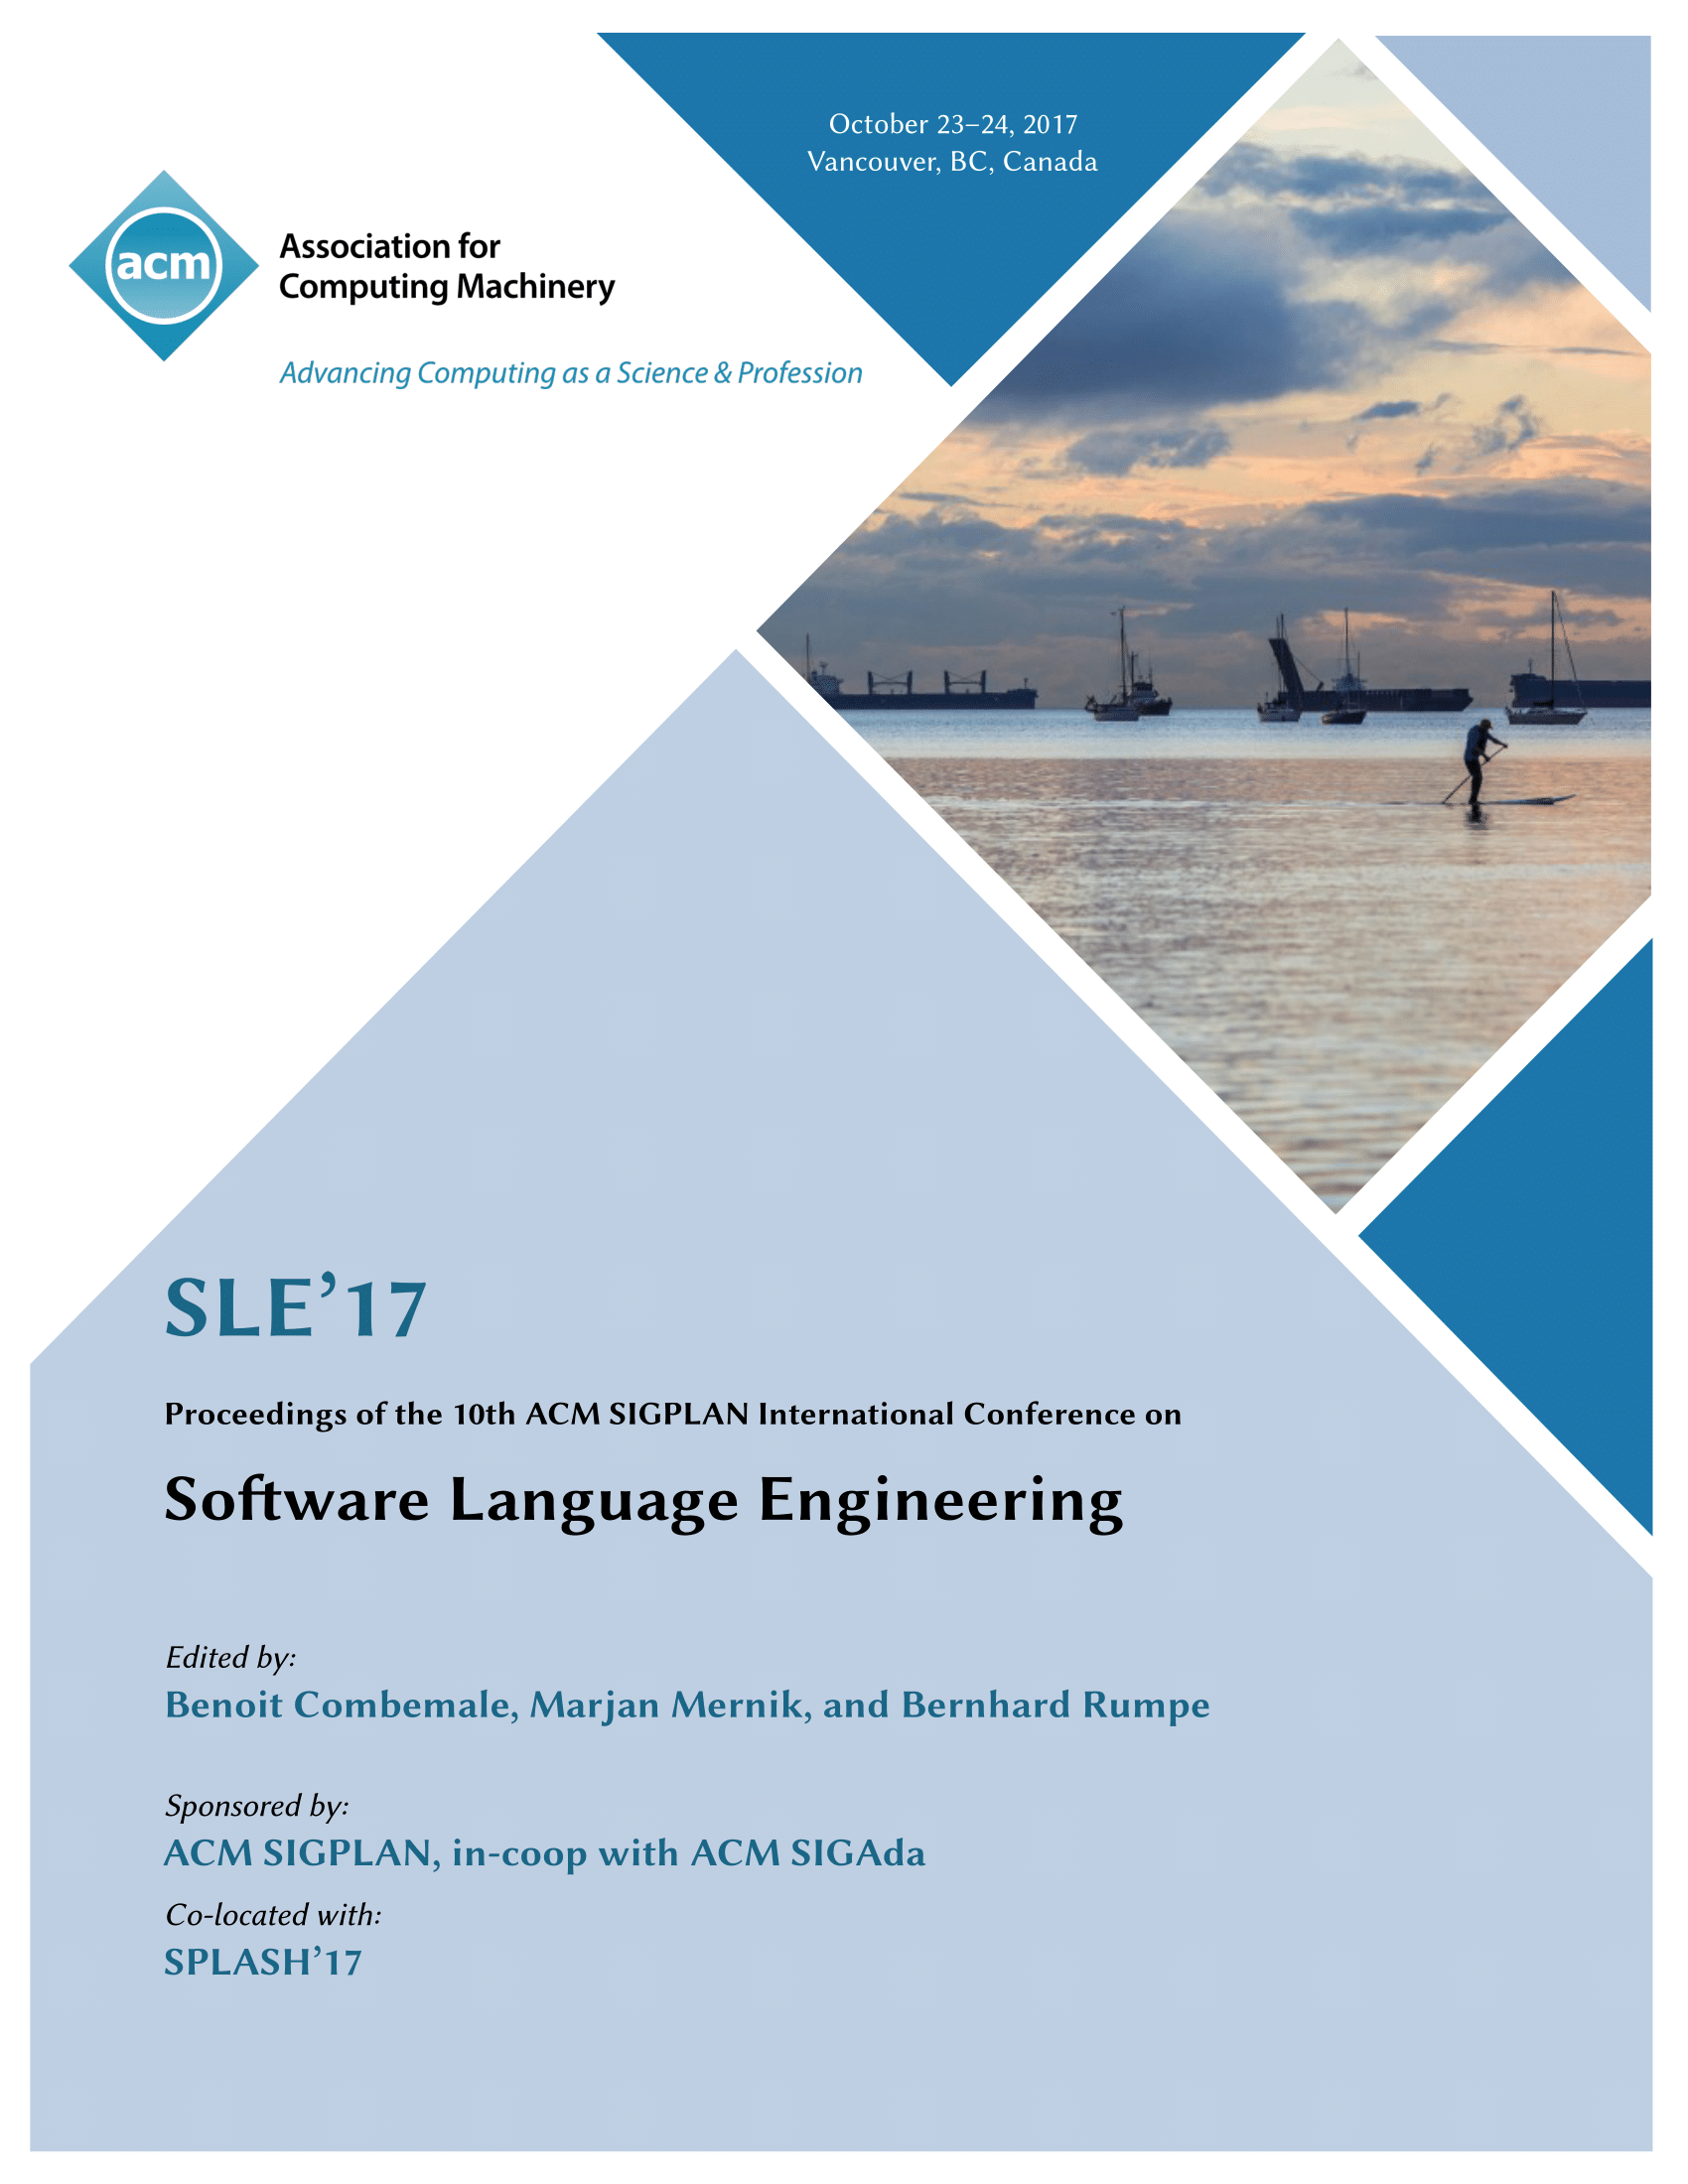 October 23–24, 2017
Vancouver, BC, Canada
acm
Association for
Computing Machinery
Advancing Computing as a Science & Profession
SLE’17
Proceedings of the 10th ACM SIGPLAN International Conference on
Software Language Engineering
Edited by:
Benoit Combemale, Marjan Mernik, and Bernhard Rumpe
Sponsored by:
ACM SIGPLAN, in-coop with ACM SIGAda
Co-located with:
SPLASH’17